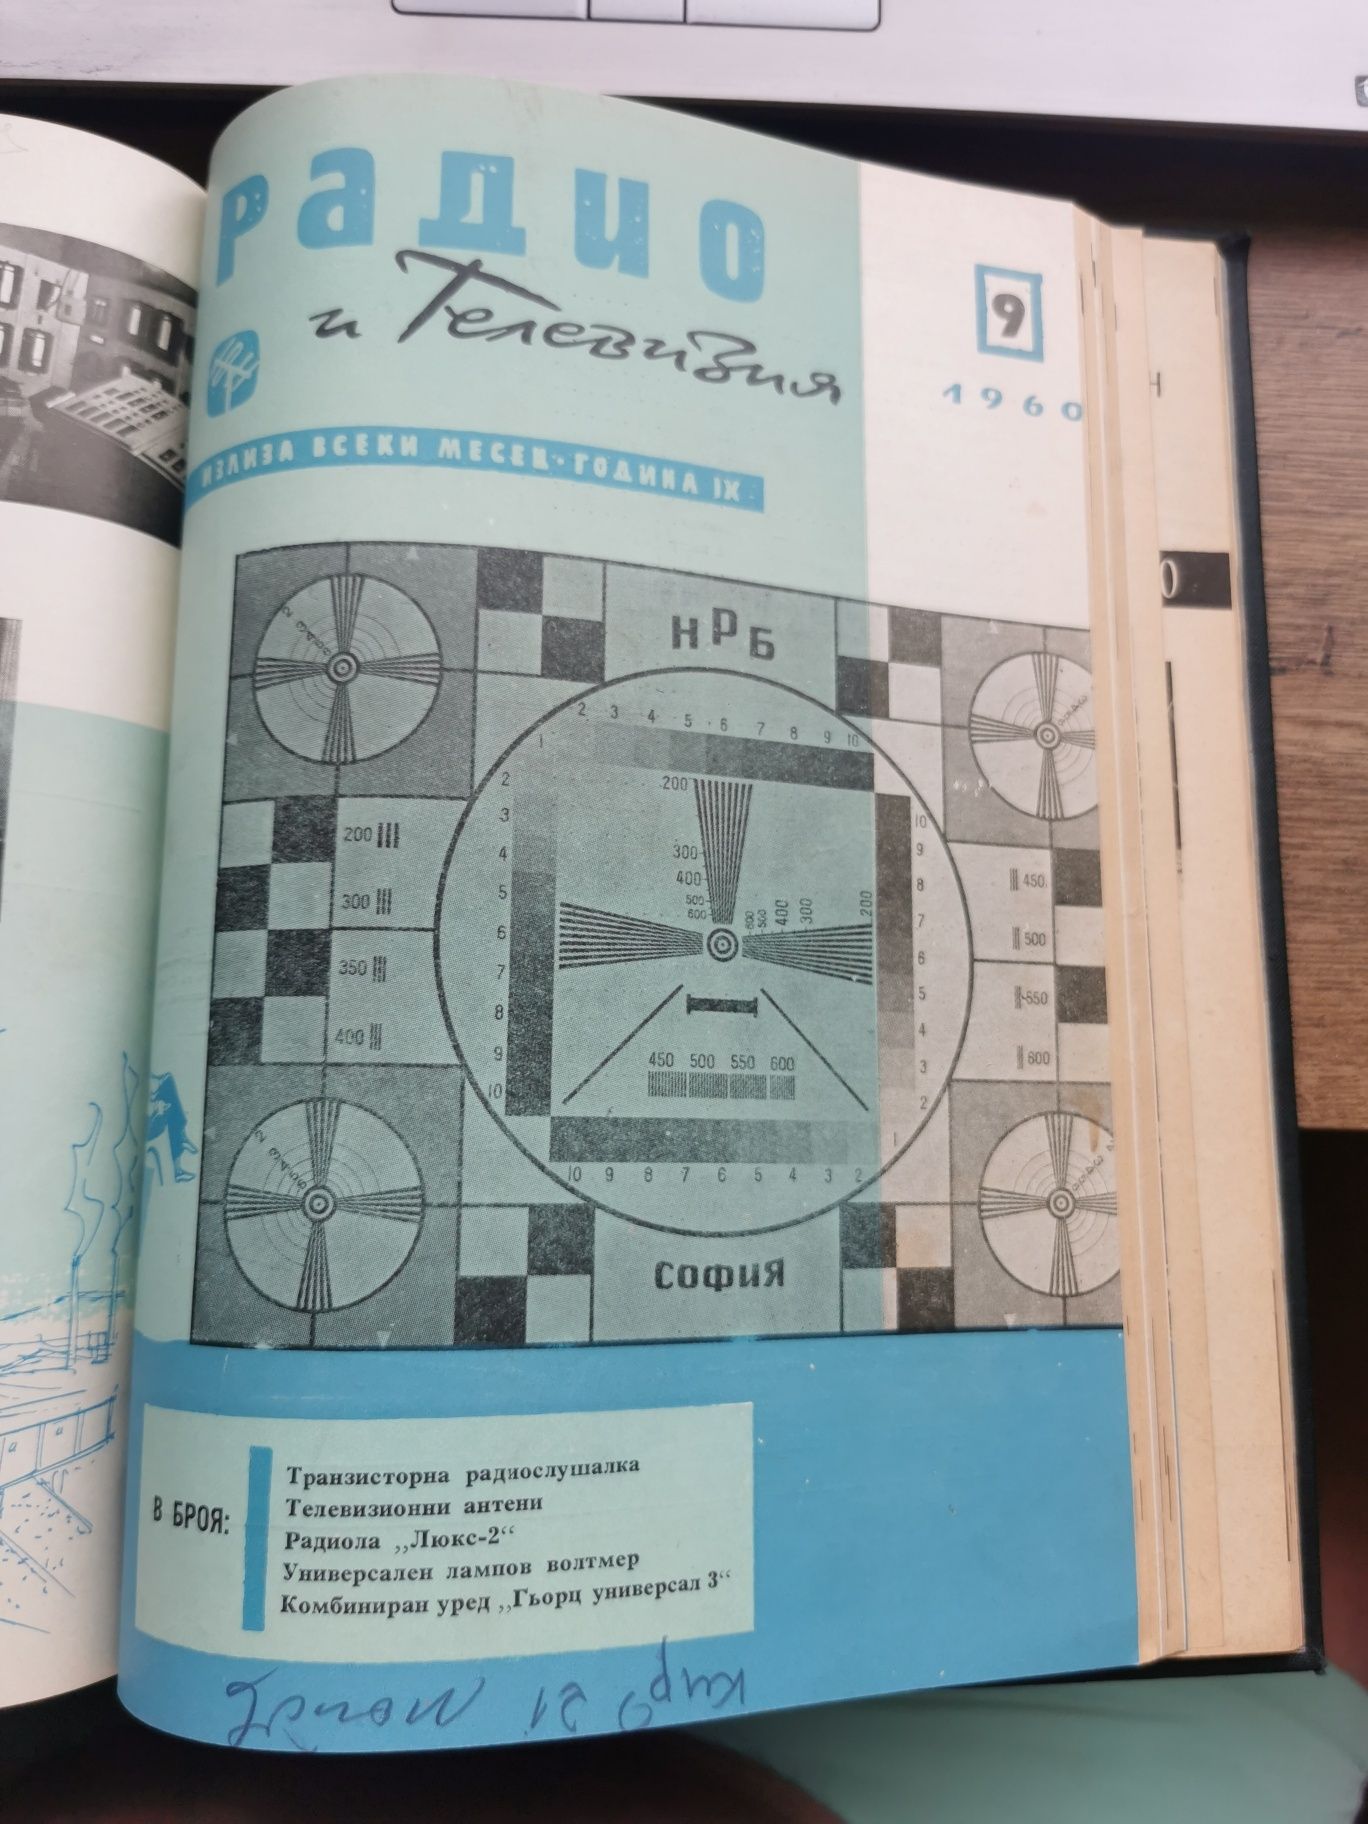 Радио
и Телевизия
9
1960
ИЗЛИЗА ВСЕКИ МЕСЕЦ · ГОДИНА IX
НРБ
2 3 4 5 6 7 8 9 10
1
2
3
4
5
6
7
8
9
10
200
300
400
500
600
600 500 400 300 200
10
9
8
7
6
5
4
3
2
1
200
300
350
400
450
500
550
600
450 500 550 600
10 9 8 7 6 5 4 3 2
СОФИЯ
В БРОЯ:
Транзисторна радиослушалка
Телевизионни антени
Радиола „Люкс-2“
Универсален лампов волтмер
Комбиниран уред „Гьорц универсал 3“